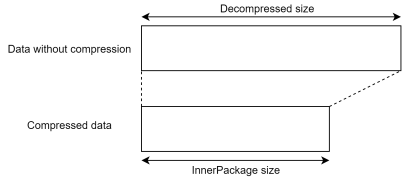 Decompressed size
Data without compression
Compressed data
InnerPackage size